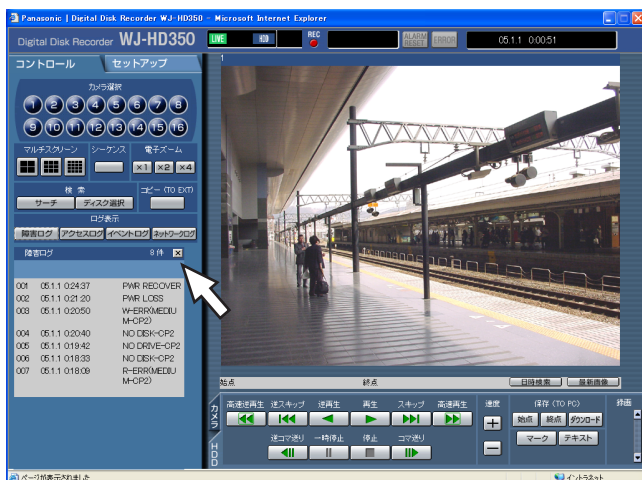 Panasonic | Digital Disk Recorder WJ-HD350 - Microsoft Internet Explorer
Digital Disk Recorder WJ-HD350
LIVE HDD REC ALARM RESET ERROR 05.1.1 0:00:51
コントロール セットアップ
1
カメラ選択
1 2 3 4 5 6 7 8
9 10 11 12 13 14 15 16
マルチスクリーン シーケンス 電子ズーム
×1 ×2 ×4
検索 コピー (TO EXT)
サーチ ディスク選択
ログ表示
障害ログ アクセスログ イベントログ ネットワークログ
障害ログ 8 件 X
001 05.1.1 0:24:37 PWR RECOVER
002 05.1.1 0:21:20 PWR LOSS
003 05.1.1 0:20:50 W-ERR(MEDIU
M-CP2)
004 05.1.1 0:20:40 NO DISK-CP2
005 05.1.1 0:19:42 NO DRIVE-CP2
006 05.1.1 0:18:33 NO DISK-CP2
007 05.1.1 0:18:09 R-ERR(MEDIU
M-CP2)
始点 終点 日時検索 最新画像
カメラ
HDD
高速逆再生 逆スキップ 逆再生 再生 スキップ 高速再生 速度 保存 (TO PC) 録画
始点 終点 ダウンロード
逆コマ送り 一時停止 停止 コマ送り
マーク テキスト
ページが表示されました イントラネット